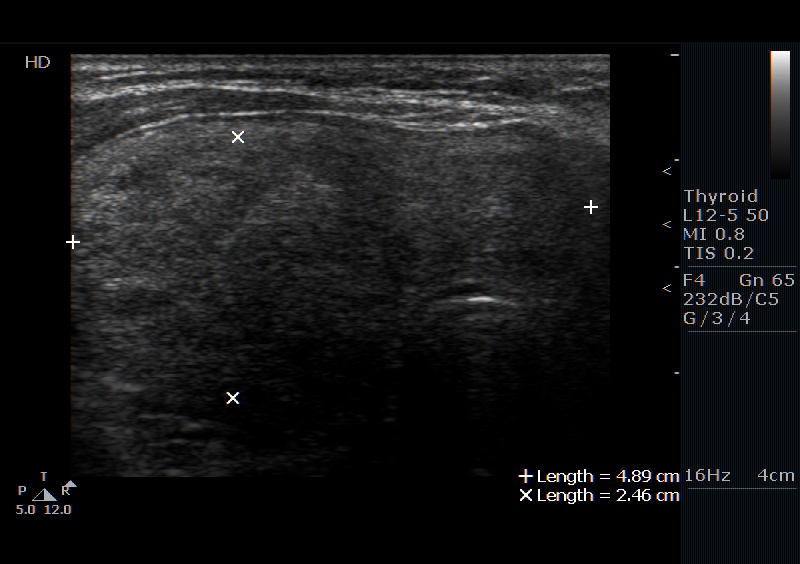 HD
Thyroid
L12-5 50
MI 0.8
TIS 0.2
F4 Gn 65
232dB/C5
G/3/4
+ Length = 4.89 cm
× Length = 2.46 cm
16Hz 4cm
T
P R
5.0 12.0